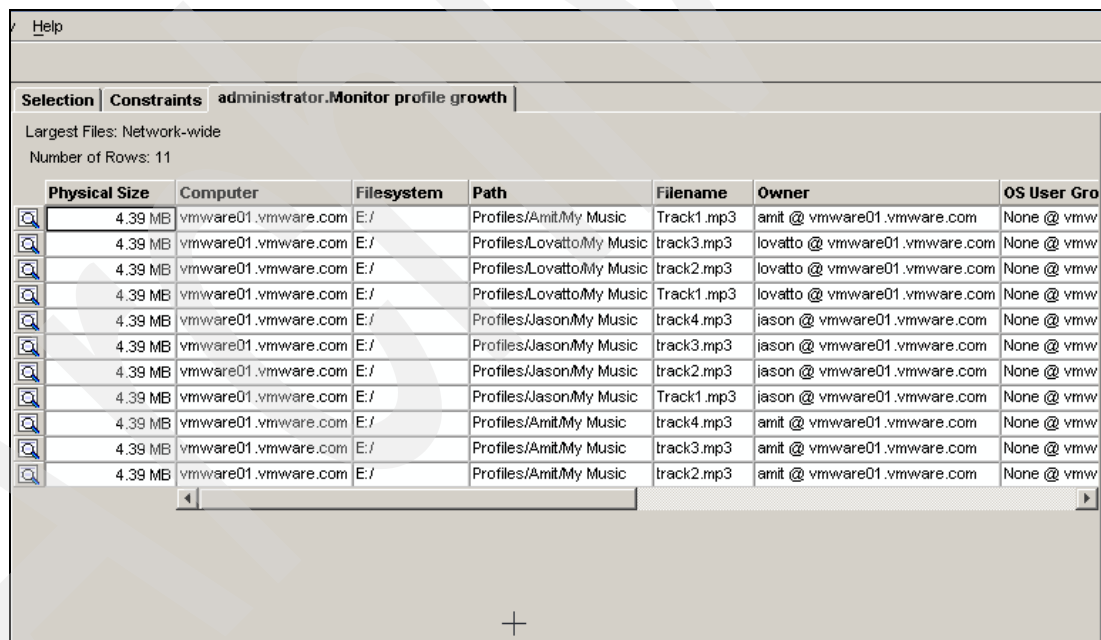 Help
Selection Constraints administrator.Monitor profile growth
Largest Files: Network-wide
Number of Rows: 11
Physical Size Computer Filesystem Path Filename Owner OS User Gro
4.39 MB vmware01.vmware.com E:/ Profiles/Amit/My Music Track1.mp3 amit @ vmware01.vmware.com None @ vmw
4.39 MB vmware01.vmware.com E:/ Profiles/Lovatto/My Music track3.mp3 lovatto @ vmware01.vmware.com None @ vmw
4.39 MB vmware01.vmware.com E:/ Profiles/Lovatto/My Music track2.mp3 lovatto @ vmware01.vmware.com None @ vmw
4.39 MB vmware01.vmware.com E:/ Profiles/Lovatto/My Music Track1.mp3 lovatto @ vmware01.vmware.com None @ vmw
4.39 MB vmware01.vmware.com E:/ Profiles/Jason/My Music track4.mp3 jason @ vmware01.vmware.com None @ vmw
4.39 MB vmware01.vmware.com E:/ Profiles/Jason/My Music track3.mp3 jason @ vmware01.vmware.com None @ vmw
4.39 MB vmware01.vmware.com E:/ Profiles/Jason/My Music track2.mp3 jason @ vmware01.vmware.com None @ vmw
4.39 MB vmware01.vmware.com E:/ Profiles/Jason/My Music Track1.mp3 jason @ vmware01.vmware.com None @ vmw
4.39 MB vmware01.vmware.com E:/ Profiles/Amit/My Music track4.mp3 amit @ vmware01.vmware.com None @ vmw
4.39 MB vmware01.vmware.com E:/ Profiles/Amit/My Music track3.mp3 amit @ vmware01.vmware.com None @ vmw
4.39 MB vmware01.vmware.com E:/ Profiles/Amit/My Music track2.mp3 amit @ vmware01.vmware.com None @ vmw